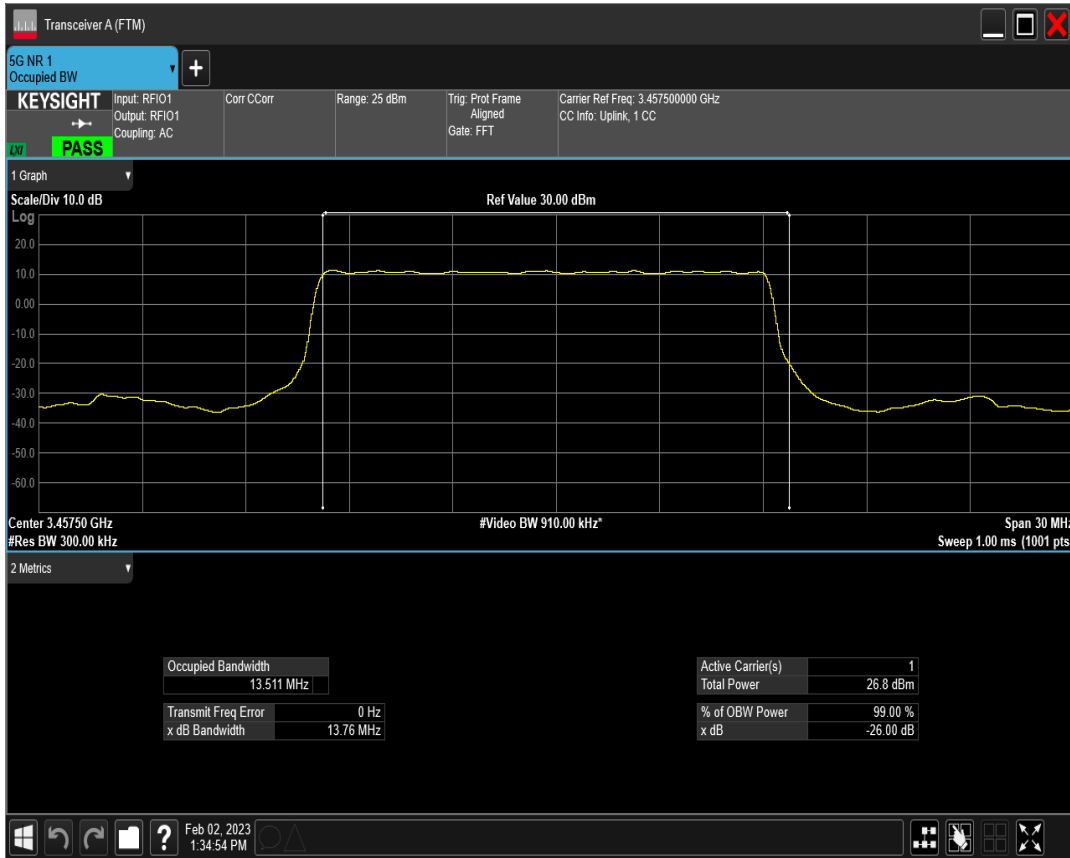 Transceiver A (FTM)
5G NR 1
Occupied BW
KEYSIGHT
LXI
PASS
Input: RFIO1
Output: RFIO1
Coupling: AC
Corr CCorr
Range: 25 dBm
Trig: Prot Frame
Aligned
Gate: FFT
Carrier Ref Freq: 3.457500000 GHz
CC Info: Uplink, 1 CC
1 Graph
Scale/Div 10.0 dB
Ref Value 30.00 dBm
Log
20.0
10.0
0.00
-10.0
-20.0
-30.0
-40.0
-50.0
-60.0
Center 3.45750 GHz
#Video BW 910.00 kHz*
Span 30 MHz
#Res BW 300.00 kHz
Sweep 1.00 ms (1001 pts
2 Metrics
Occupied Bandwidth
13.511 MHz
Transmit Freq Error 0 Hz
x dB Bandwidth 13.76 MHz
Active Carrier(s) 1
Total Power 26.8 dBm
% of OBW Power 99.00 %
x dB -26.00 dB
?
Feb 02, 2023
1:34:54 PM